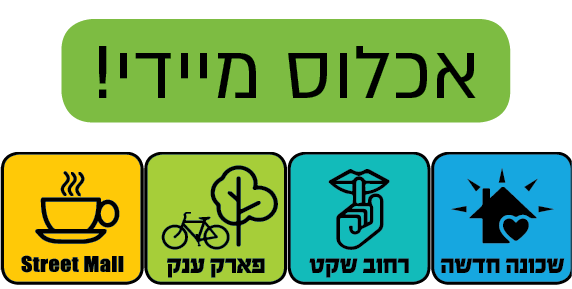 אכלוס מיידי!
שכונה חדשה
רחוב שקט
פארק ענק
Street Mall